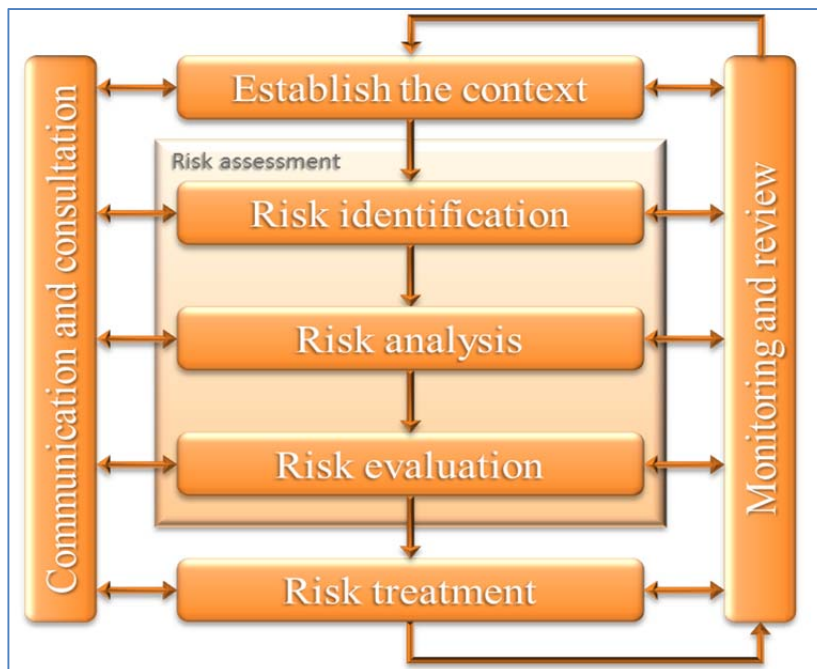 Establish the context
Risk assessment
Risk identification
Risk analysis
Risk evaluation
Risk treatment
Communication and consultation
Monitoring and review